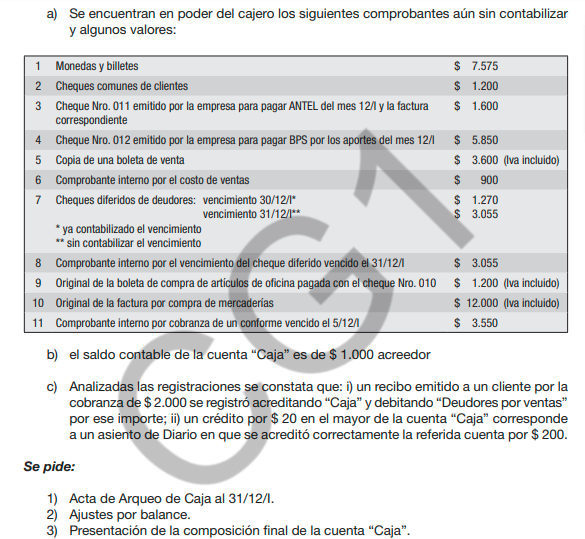 a) Se encuentran en poder del cajero los siguientes comprobantes aún sin contabilizar
y algunos valores:
1 Monedas y billetes $ 7.575
2 Cheques comunes de clientes $ 1.200
3 Cheque Nro. 011 emitido por la empresa para pagar ANTEL del mes 12/I y la factura $ 1.600
correspondiente
4 Cheque Nro. 012 emitido por la empresa para pagar BPS por los aportes del mes 12/I $ 5.850
5 Copia de una boleta de venta $ 3.600 (Iva incluido)
6 Comprobante interno por el costo de ventas $ 900
7 Cheques diferidos de deudores: vencimiento 30/12/I* $ 1.270
vencimiento 31/12/I** $ 3.055
* ya contabilizado el vencimiento
** sin contabilizar el vencimiento
8 Comprobante interno por el vencimiento del cheque diferido vencido el 31/12/I $ 3.055
9 Original de la boleta de compra de artículos de oficina pagada con el cheque Nro. 010 $ 1.200 (Iva incluido)
10 Original de la factura por compra de mercaderías $ 12.000 (Iva incluido)
11 Comprobante interno por cobranza de un conforme vencido el 5/12/I $ 3.550
b) el saldo contable de la cuenta “Caja” es de $ 1.000 acreedor
c) Analizadas las registraciones se constata que: i) un recibo emitido a un cliente por la
cobranza de $ 2.000 se registró acreditando “Caja” y debitando “Deudores por ventas”
por ese importe; ii) un crédito por $ 20 en el mayor de la cuenta “Caja” corresponde
a un asiento de Diario en que se acreditó correctamente la referida cuenta por $ 200.
Se pide:
1) Acta de Arqueo de Caja al 31/12/I.
2) Ajustes por balance.
3) Presentación de la composición final de la cuenta “Caja”.
CG1